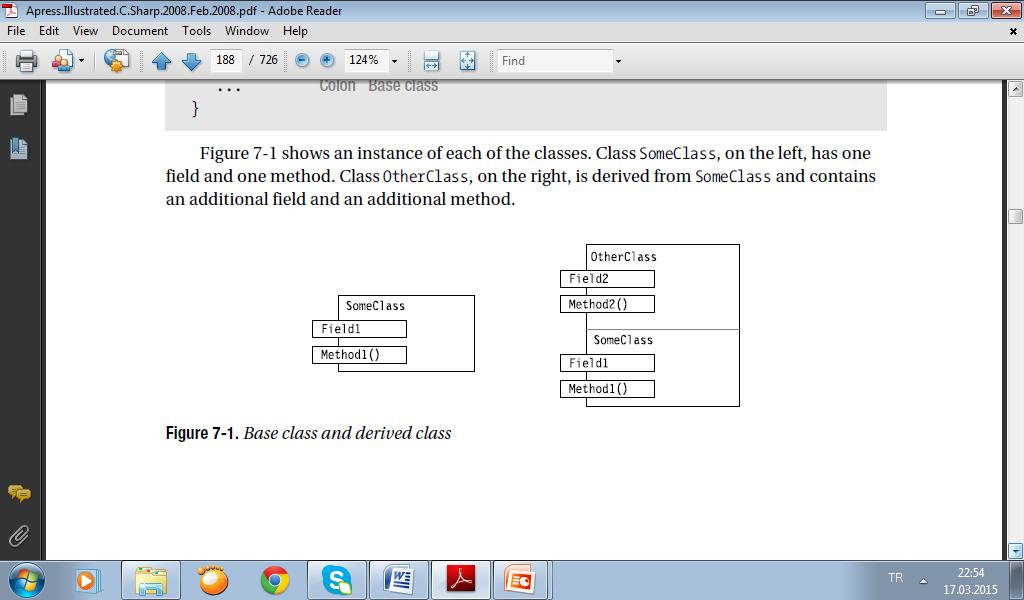 Apress.Illustrated.C.Sharp.2008.Feb.2008.pdf - Adobe Reader
File Edit View Document Tools Window Help
188 / 726 124% Find
... Colon Base class
}
Figure 7-1 shows an instance of each of the classes. Class SomeClass, on the left, has one
field and one method. Class OtherClass, on the right, is derived from SomeClass and contains
an additional field and an additional method.
SomeClass
Field1
Method1()
OtherClass
Field2
Method2()
SomeClass
Field1
Method1()
Figure 7-1. Base class and derived class
TR
22:54
17.03.2015